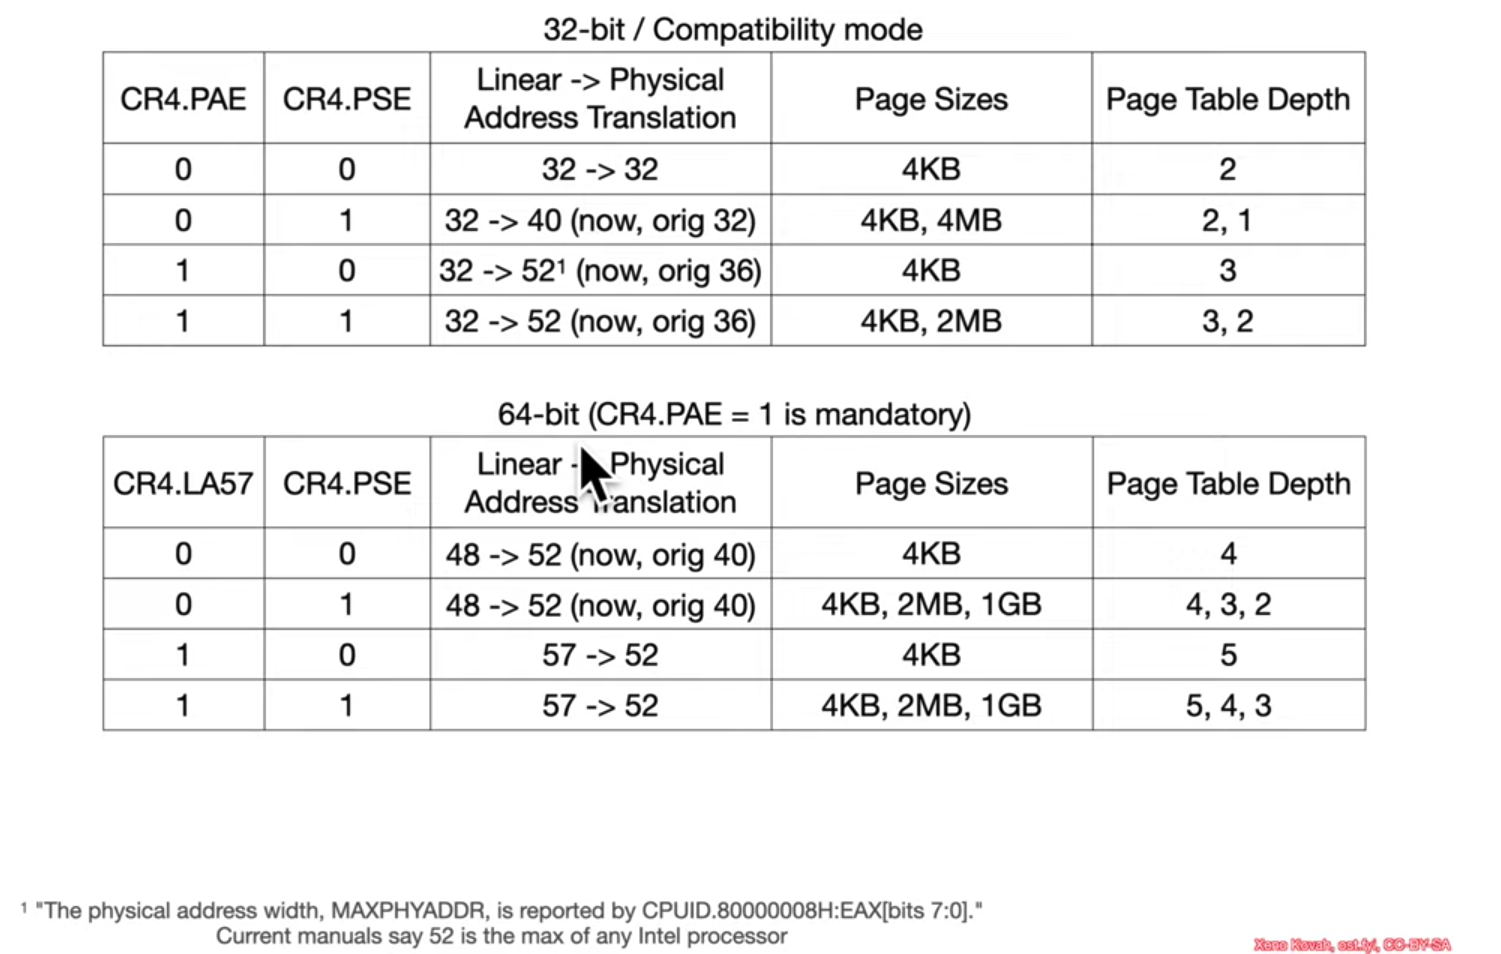 32-bit / Compatibility mode
CR4.PAE CR4.PSE Linear -> Physical Address Translation Page Sizes Page Table Depth
0 0 32 -> 32 4KB 2
0 1 32 -> 40 (now, orig 32) 4KB, 4MB 2, 1
1 0 32 -> 52¹ (now, orig 36) 4KB 3
1 1 32 -> 52 (now, orig 36) 4KB, 2MB 3, 2
64-bit (CR4.PAE = 1 is mandatory)
CR4.LA57 CR4.PSE Linear - Physical Address Translation Page Sizes Page Table Depth
0 0 48 -> 52 (now, orig 40) 4KB 4
0 1 48 -> 52 (now, orig 40) 4KB, 2MB, 1GB 4, 3, 2
1 0 57 -> 52 4KB 5
1 1 57 -> 52 4KB, 2MB, 1GB 5, 4, 3
¹ "The physical address width, MAXPHYADDR, is reported by CPUID.80000008H:EAX[bits 7:0]."
Current manuals say 52 is the max of any Intel processor
Xeno Kovah, ost.fyi, CC-BY-SA